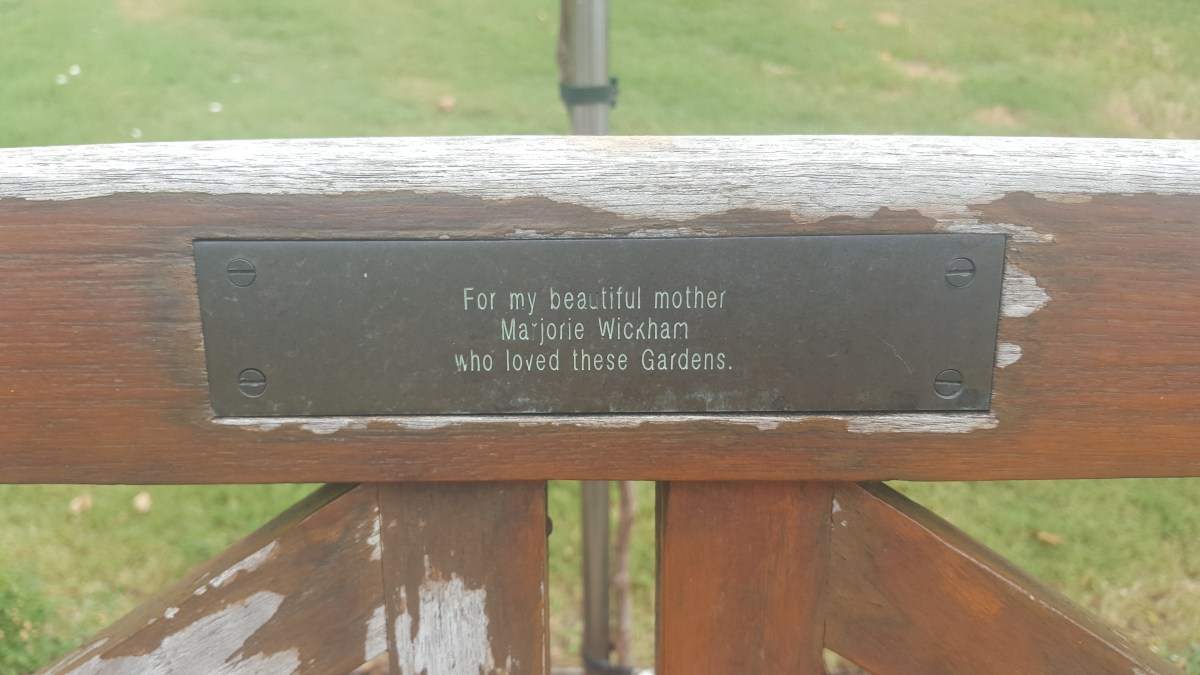 For my beautiful mother
Marjorie Wickham
who loved these Gardens.